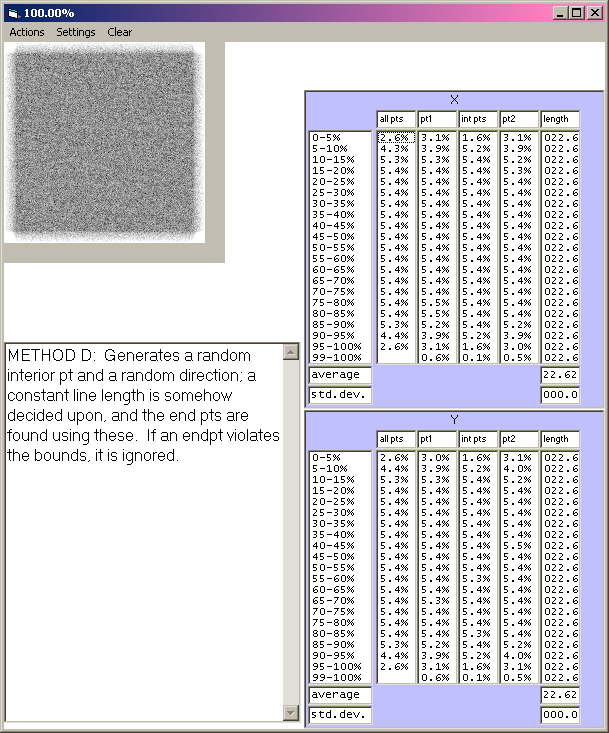 100.00%
Actions Settings Clear
X
all pts pt1 int pts pt2 length
0-5% 2.6% 3.1% 1.6% 3.1% 022.6
5-10% 4.3% 3.9% 5.2% 3.9% 022.6
10-15% 5.3% 5.3% 5.4% 5.2% 022.6
15-20% 5.4% 5.4% 5.4% 5.3% 022.6
20-25% 5.4% 5.4% 5.4% 5.4% 022.6
25-30% 5.4% 5.4% 5.4% 5.4% 022.6
30-35% 5.4% 5.4% 5.4% 5.4% 022.6
35-40% 5.4% 5.4% 5.4% 5.4% 022.6
40-45% 5.4% 5.4% 5.4% 5.4% 022.6
45-50% 5.4% 5.4% 5.4% 5.4% 022.6
50-55% 5.4% 5.4% 5.4% 5.4% 022.6
55-60% 5.4% 5.4% 5.4% 5.4% 022.6
60-65% 5.4% 5.4% 5.4% 5.4% 022.6
65-70% 5.4% 5.4% 5.4% 5.4% 022.6
70-75% 5.4% 5.4% 5.4% 5.4% 022.6
75-80% 5.4% 5.5% 5.4% 5.4% 022.6
80-85% 5.4% 5.5% 5.4% 5.4% 022.6
85-90% 5.3% 5.2% 5.4% 5.2% 022.6
90-95% 4.4% 3.9% 5.2% 3.9% 022.6
95-100% 2.6% 3.1% 1.6% 3.0% 022.6
99-100% 0.6% 0.1% 0.5% 022.6
average 22.62
std.dev. 000.0
METHOD D: Generates a random
interior pt and a random direction; a
constant line length is somehow
decided upon, and the end pts are
found using these. If an endpt violates
the bounds, it is ignored.
Y
all pts pt1 int pts pt2 length
0-5% 2.6% 3.0% 1.6% 3.1% 022.6
5-10% 4.4% 3.9% 5.2% 4.0% 022.6
10-15% 5.3% 5.3% 5.4% 5.2% 022.6
15-20% 5.4% 5.4% 5.4% 5.4% 022.6
20-25% 5.4% 5.4% 5.4% 5.4% 022.6
25-30% 5.4% 5.4% 5.4% 5.4% 022.6
30-35% 5.4% 5.4% 5.4% 5.4% 022.6
35-40% 5.4% 5.4% 5.4% 5.4% 022.6
40-45% 5.4% 5.4% 5.4% 5.5% 022.6
45-50% 5.4% 5.4% 5.4% 5.4% 022.6
50-55% 5.4% 5.4% 5.4% 5.4% 022.6
55-60% 5.4% 5.4% 5.3% 5.4% 022.6
60-65% 5.4% 5.4% 5.4% 5.4% 022.6
65-70% 5.4% 5.3% 5.4% 5.4% 022.6
70-75% 5.4% 5.4% 5.4% 5.4% 022.6
75-80% 5.4% 5.4% 5.4% 5.4% 022.6
80-85% 5.4% 5.4% 5.3% 5.4% 022.6
85-90% 5.3% 5.2% 5.4% 5.2% 022.6
90-95% 4.4% 3.9% 5.2% 4.0% 022.6
95-100% 2.6% 3.1% 1.6% 3.1% 022.6
99-100% 0.6% 0.1% 0.5% 022.6
average 22.62
std.dev. 000.0